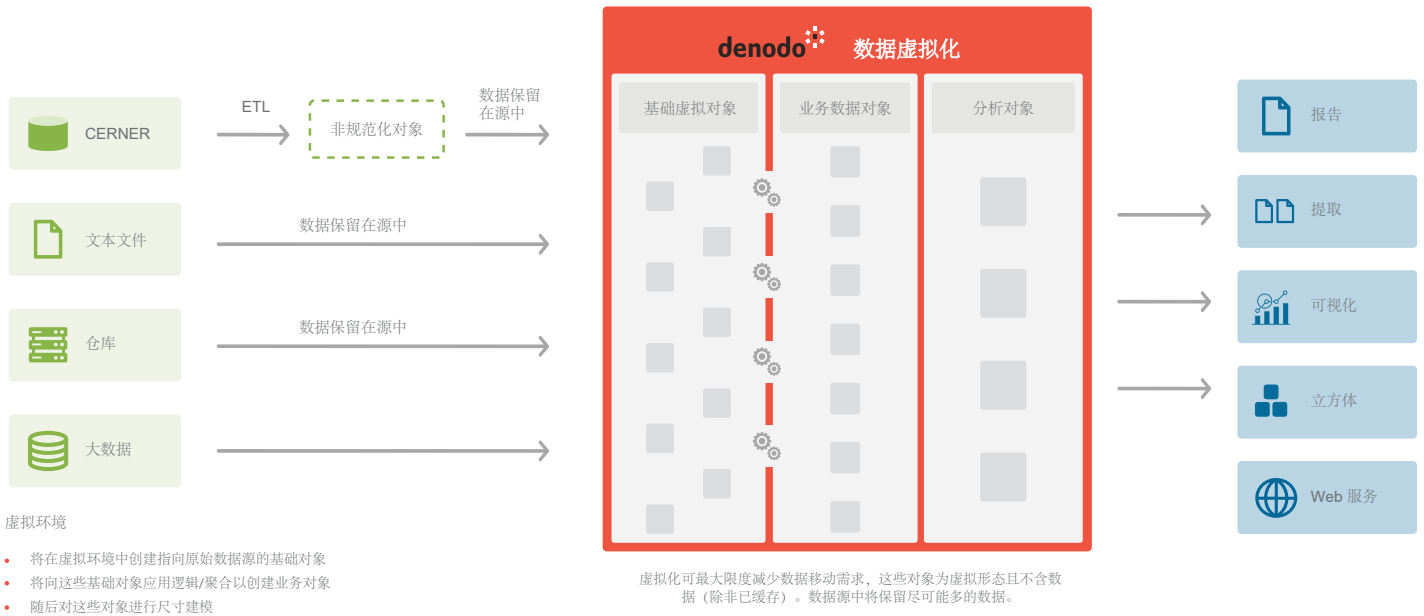 denodo 数据虚拟化
CERNER
ETL
非规范化对象
数据保留
在源中
文本文件
数据保留在源中
仓库
数据保留在源中
大数据
基础虚拟对象
业务数据对象
分析对象
报告
提取
可视化
立方体
Web 服务
虚拟环境
• 将在虚拟环境中创建指向原始数据源的基础对象
• 将向这些基础对象应用逻辑/聚合以创建业务对象
• 随后对这些对象进行尺寸建模
虚拟化可最大限度减少数据移动需求，这些对象为虚拟形态且不含数
据（除非已缓存）。数据源中将保留尽可能多的数据。